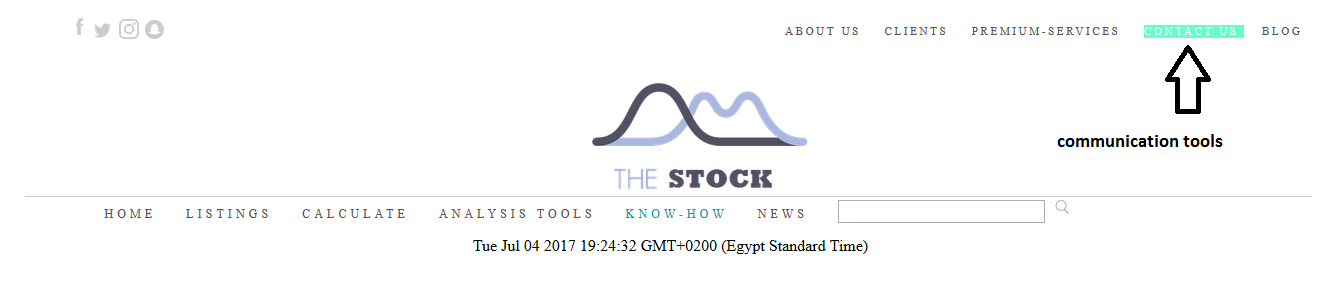 ABOUT US CLIENTS PREMIUM-SERVICES CONTACT US BLOG
communication tools
THE STOCK
HOME LISTINGS CALCULATE ANALYSIS TOOLS KNOW-HOW NEWS
Tue Jul 04 2017 19:24:32 GMT+0200 (Egypt Standard Time)